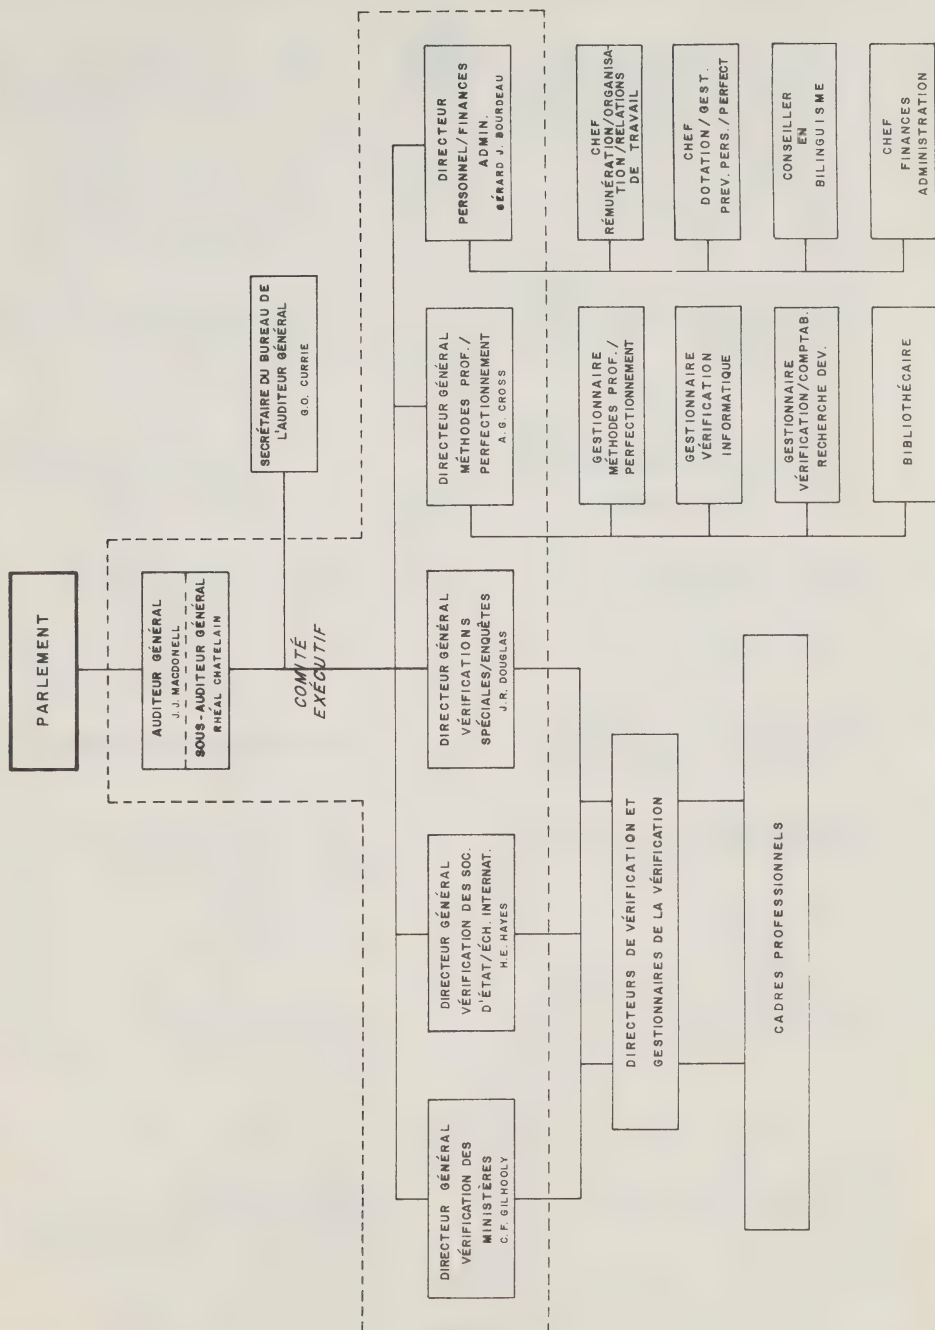 PARLEMENT
AUDITEUR GÉNÉRAL
J.J. MACDONELL
SOUS-AUDITEUR GÉNÉRAL
RHÉAL CHATELAIN
SECRÉTAIRE DU BUREAU DE
L'AUDITEUR GÉNÉRAL
G.O. CURRIE
COMITÉ
EXÉCUTIF
DIRECTEUR GÉNÉRAL
VÉRIFICATION DES
MINISTÈRES
C.F. GILHOOLY
DIRECTEUR GÉNÉRAL
VÉRIFICATION DES SOC.
D'ÉTAT/ÉCH. INTERNAT.
H.E. HAYES
DIRECTEUR GÉNÉRAL
VÉRIFICATIONS
SPÉCIALES/ENQUÊTES
J.R. DOUGLAS
DIRECTEUR GÉNÉRAL
MÉTHODES PROF./
PERFECTIONNEMENT
A.G. CROSS
DIRECTEUR
PERSONNEL/FINANCES
ADMIN.
GÉRARD J. BOURDEAU
DIRECTEURS DE VÉRIFICATION ET
GESTIONNAIRES DE LA VÉRIFICATION
CADRES PROFESSIONNELS
GESTIONNAIRE
MÉTHODES PROF./
PERFECTIONNEMENT
GESTIONNAIRE
VÉRIFICATION
INFORMATIQUE
GESTIONNAIRE
VÉRIFICATION/COMPTAB.
RECHERCHE DEV.
BIBLIOTHÉCAIRE
CHEF
RÉMUNÉRATION/ORGANISA-
TION/RELATIONS
DE TRAVAIL
CHEF
DOTATION/GEST.
PREV. PERS./PERFECT
CONSEILLER
EN
BILINGUISME
CHEF
FINANCES
ADMINISTRATION